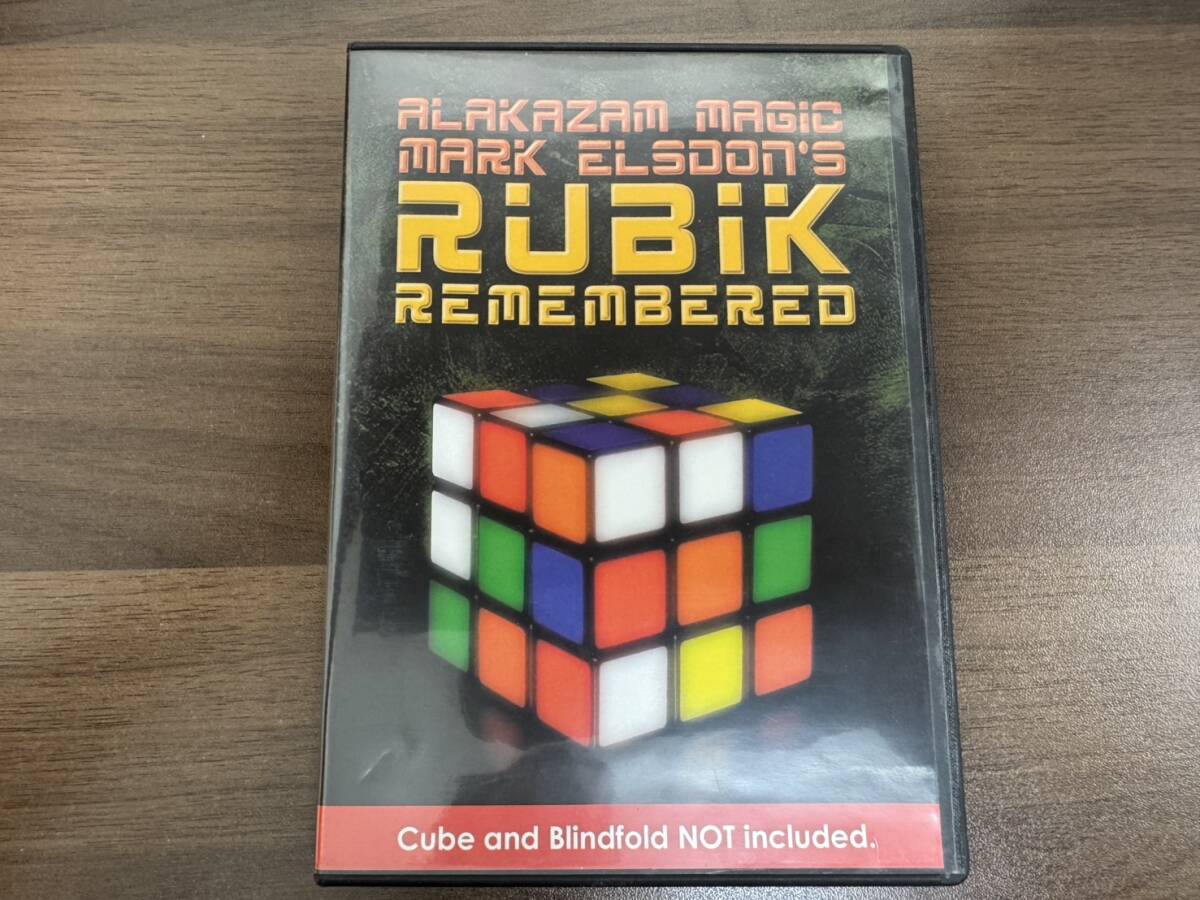 ALAKAZAM MAGIC
MARK ELSDON'S
RUBIK
REMEMBERED
Cube and Blindfold NOT included.